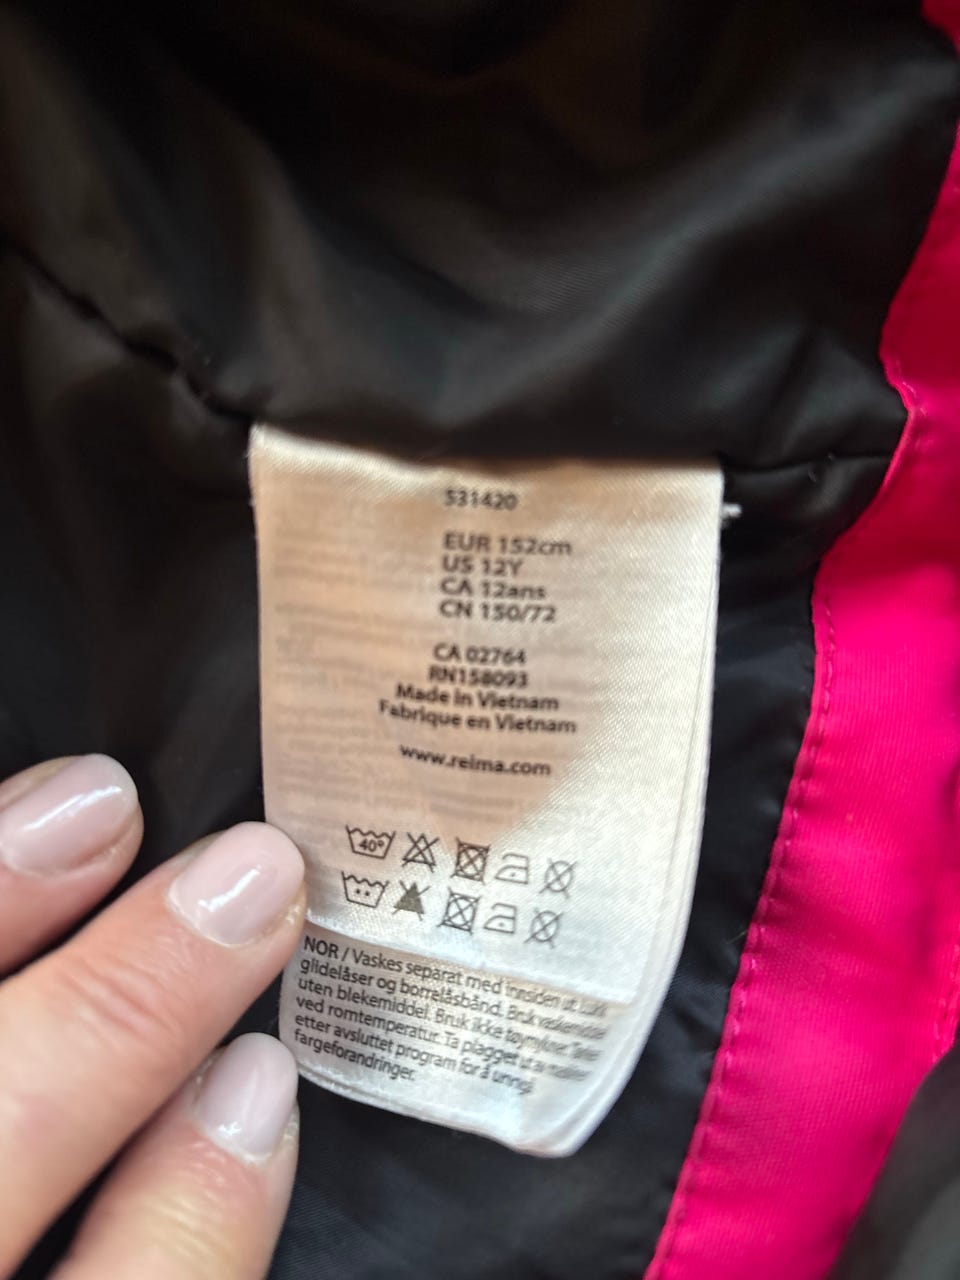 531420
EUR 152cm
US 12Y
CA 12ans
CN 150/72
CA 02764
RN158093
Made in Vietnam
Fabrique en Vietnam
www.reima.com
40°
NOR / Vaskes separat med innsiden ut. Lukk
glidelåser og borrelåsbånd. Bruk vaskemiddel
uten blekemiddel. Bruk ikke tøymykner. Tørkes
ved romtemperatur. Ta plagget ut av
etter avsluttet program for å unngå
fargeforandringer.